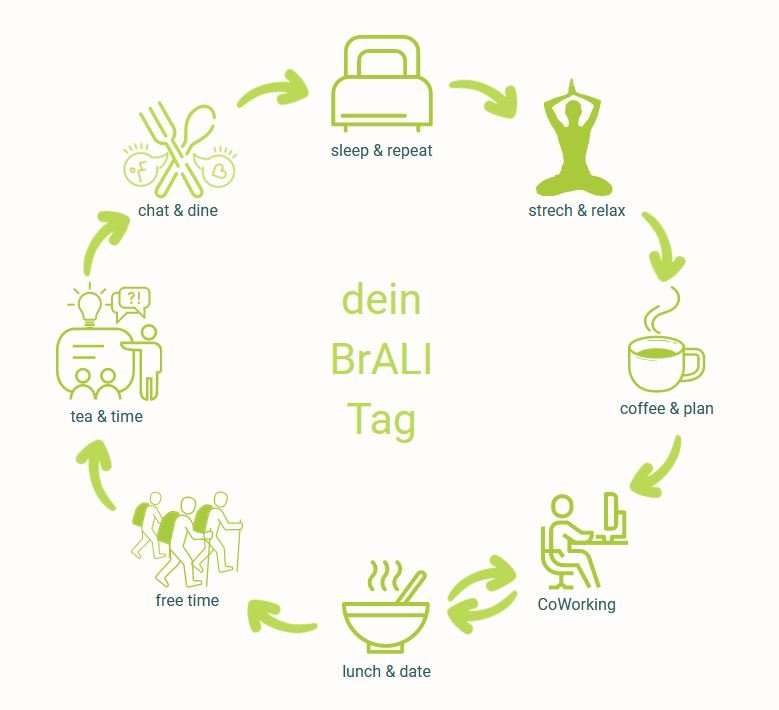 sleep & repeat
strech & relax
coffee & plan
CoWorking
lunch & date
free time
tea & time
?!
chat & dine
°F
B
dein
BrALI
Tag